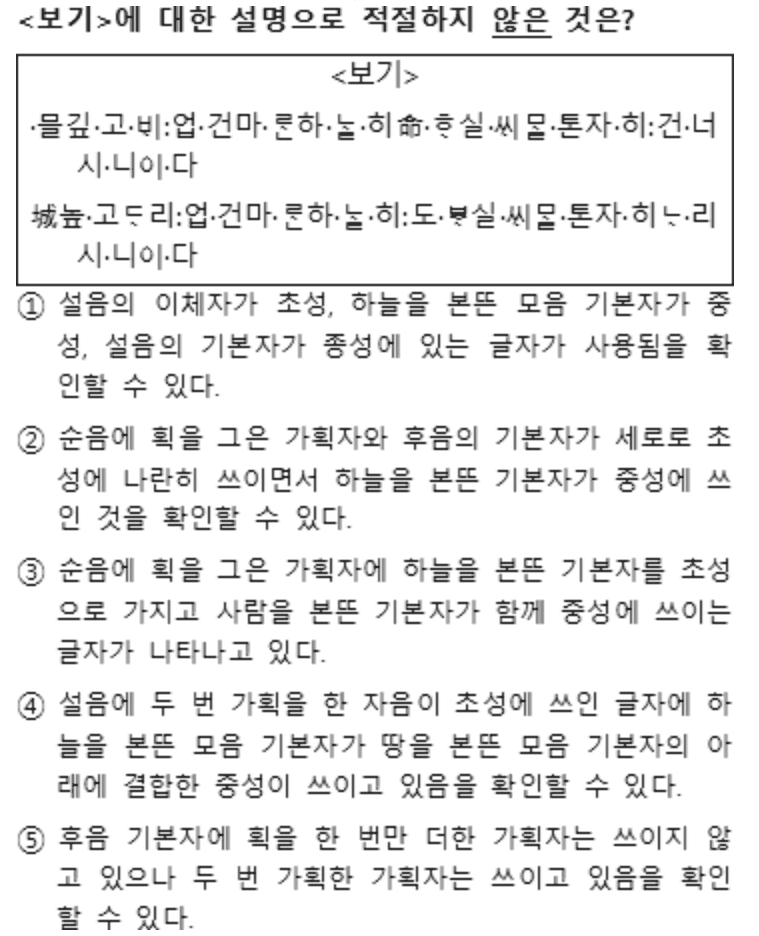 <보기>에 대한 설명으로 적절하지 않은 것은?
<보기>
·믈깊·고·ᄇᆡ:업·건마·ᄅᆞᆫ하·ᄂᆞᆯ·히命·ᄒᆞ실·ᄊᆡᄆᆞᆯ·톤자·히:건·너
시·니ᅌᅵ·다
城높·고ᄃᆞ리:업·건마·ᄅᆞᆫ하·ᄂᆞᆯ·히:도·ᄫᆞ실·ᄊᆡᄆᆞᆯ·톤자·히ᄂᆞ·리
시·니ᅌᅵ·다
① 설음의 이체자가 초성, 하늘을 본뜬 모음 기본자가 중
성, 설음의 기본자가 종성에 있는 글자가 사용됨을 확
인할 수 있다.
② 순음에 획을 그은 가획자와 후음의 기본자가 세로로 초
성에 나란히 쓰이면서 하늘을 본뜬 기본자가 중성에 쓰
인 것을 확인할 수 있다.
③ 순음에 획을 그은 가획자에 하늘을 본뜬 기본자를 초성
으로 가지고 사람을 본뜬 기본자가 함께 중성에 쓰이는
글자가 나타나고 있다.
④ 설음에 두 번 가획을 한 자음이 초성에 쓰인 글자에 하
늘을 본뜬 모음 기본자가 땅을 본뜬 모음 기본자의 아
래에 결합한 중성이 쓰이고 있음을 확인할 수 있다.
⑤ 후음 기본자에 획을 한 번만 더한 가획자는 쓰이지 않
고 있으나 두 번 가획한 가획자는 쓰이고 있음을 확인
할 수 있다.